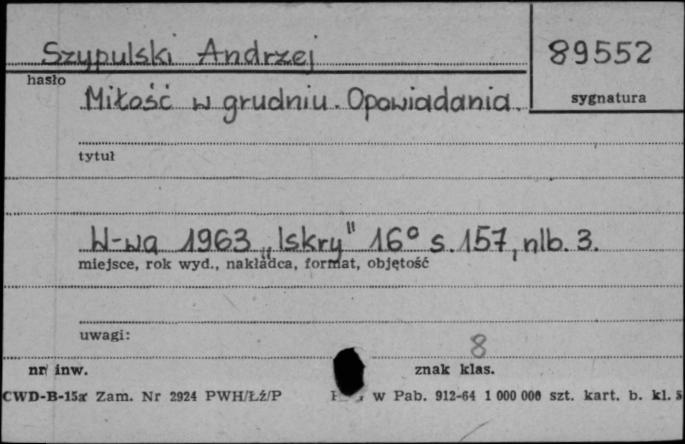 Szypulski Andrzej
89552
hasło
Miłość w grudniu. Opowiadania.
sygnatura
tytuł
W-wa 1963 „Iskry" 16° s. 157, nlb. 3.
miejsce, rok wyd., nakładca, format, objętość
uwagi:
8
nr inw.
znak klas.
CWD-B-15a Zam. Nr 2924 PWH/Łź/P
w Pab. 912-64 1 000 000 szt. kart. b. kl. 5